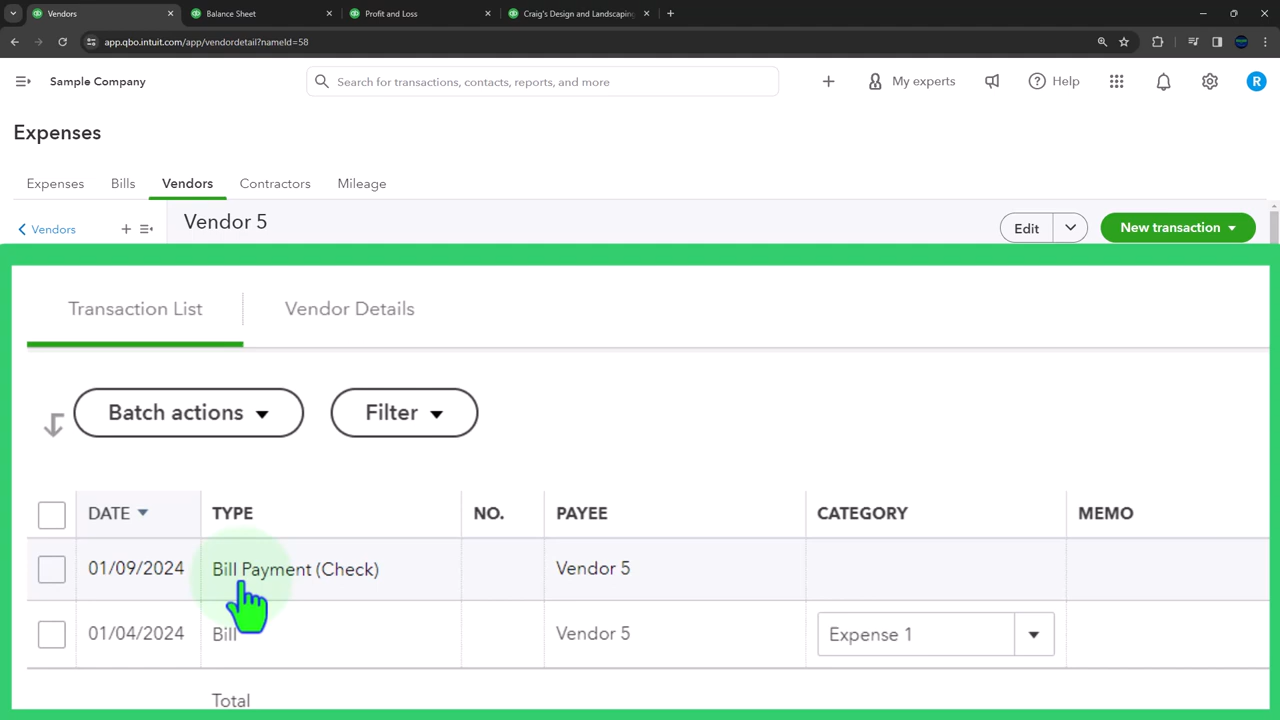 Vendors
Balance Sheet
Profit and Loss
Craig's Design and Landscaping
app.qbo.intuit.com/app/vendordetail?nameId=58
Sample Company
Search for transactions, contacts, reports, and more
My experts
Help
R
Expenses
Expenses Bills Vendors Contractors Mileage
Vendors
Vendor 5
Edit
New transaction
Transaction List Vendor Details
Batch actions Filter
DATE TYPE NO. PAYEE CATEGORY MEMO
01/09/2024 Bill Payment (Check) Vendor 5
01/04/2024 Bill Vendor 5 Expense 1
Total